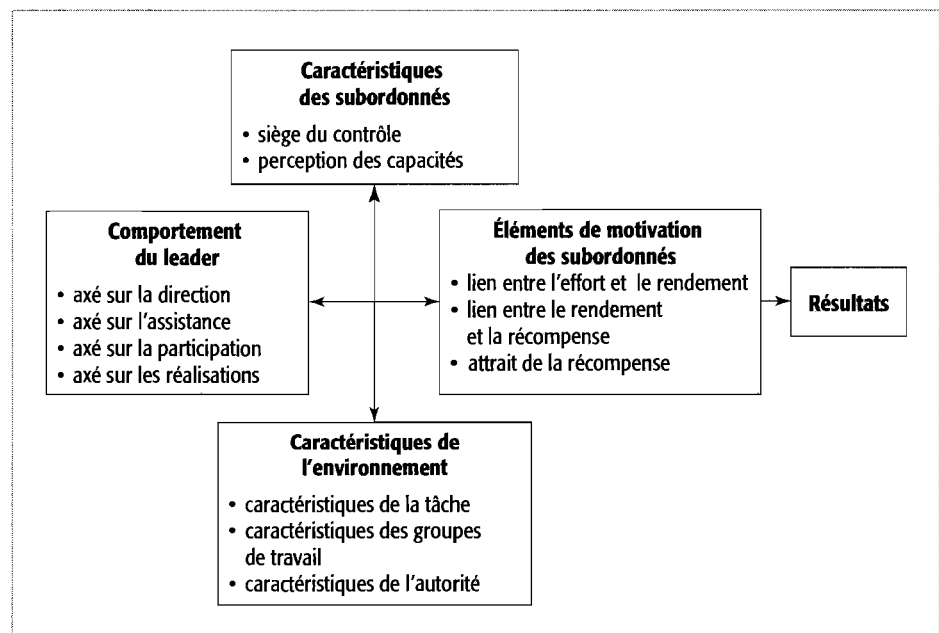 Caractéristiques
des subordonnés
• siège du contrôle
• perception des capacités
Comportement
du leader
• axé sur la direction
• axé sur l'assistance
• axé sur la participation
• axé sur les réalisations
Éléments de motivation
des subordonnés
• lien entre l'effort et le rendement
• lien entre le rendement
et la récompense
• attrait de la récompense
Résultats
Caractéristiques de
l'environnement
• caractéristiques de la tâche
• caractéristiques des groupes
de travail
• caractéristiques de l'autorité